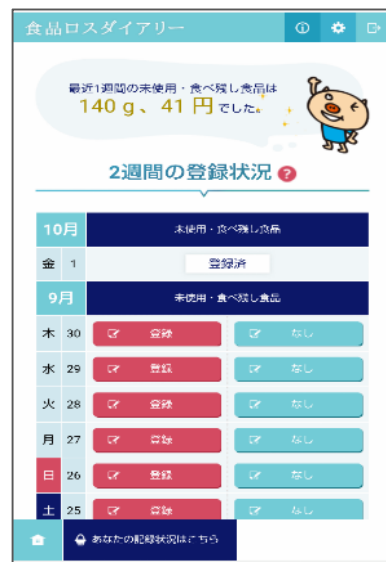 食品ロスダイアリー
最近1週間の未使用・食べ残し食品は
140 g、41 円でした。
2週間の登録状況 ?
10月 未使用・食べ残し食品
金 1 登録済
9月 未使用・食べ残し食品
木 30 登録 なし
水 29 登録 なし
火 28 登録 なし
月 27 登録 なし
日 26 登録 なし
土 25 登録 なし
あなたの記録状況はこちら